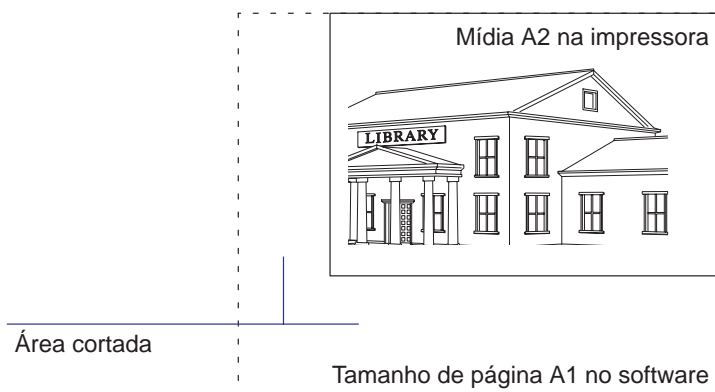 Mídia A2 na impressora
LIBRARY
Área cortada
Tamanho de página A1 no software